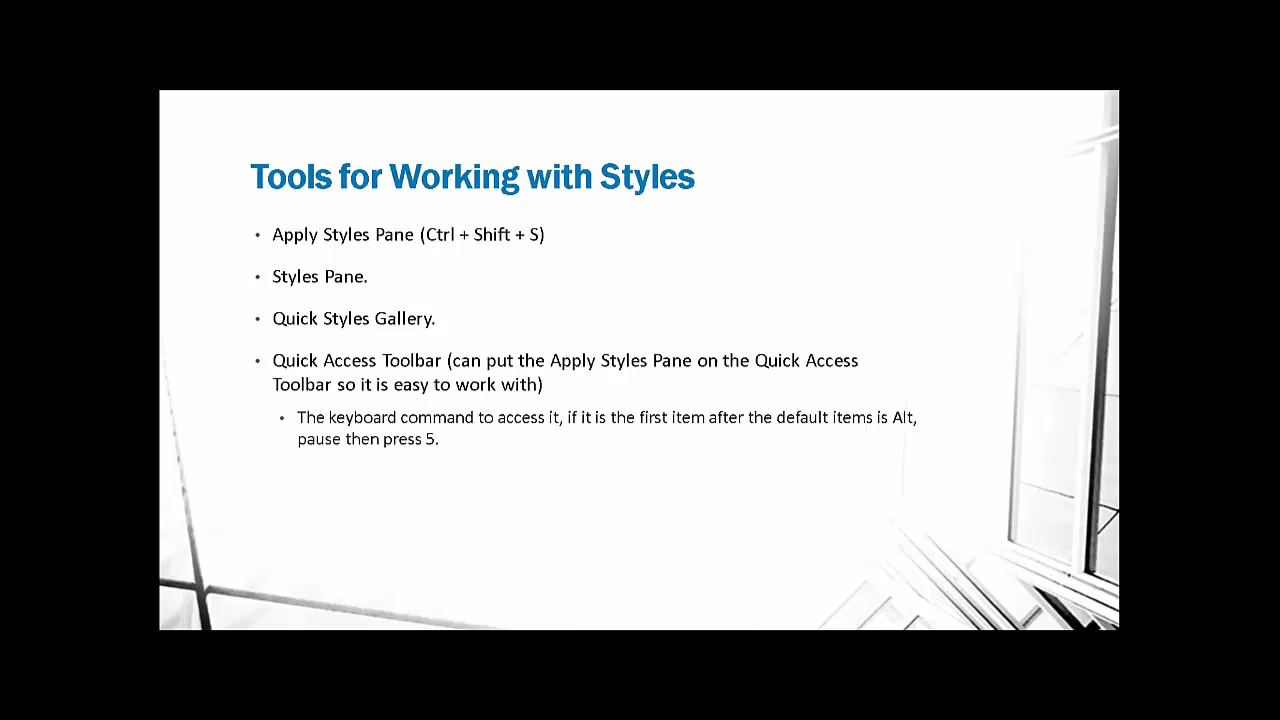 Tools for Working with Styles
• Apply Styles Pane (Ctrl + Shift + S)
• Styles Pane.
• Quick Styles Gallery.
• Quick Access Toolbar (can put the Apply Styles Pane on the Quick Access
Toolbar so it is easy to work with)
• The keyboard command to access it, if it is the first item after the default items is Alt,
pause then press 5.